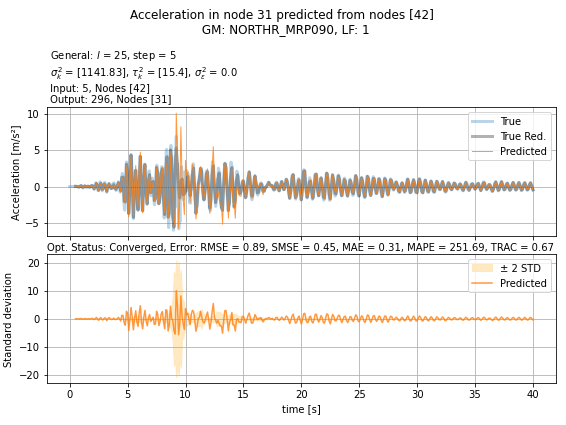 Acceleration in node 31 predicted from nodes [42]
GM: NORTHR_MRP090, LF: 1
General: l = 25, step = 5
σ²ₖ = [1141.83], τ²ₖ = [15.4], σ²ε = 0.0
Input: 5, Nodes [42]
Output: 296, Nodes [31]
10
5
0
−5
Acceleration [m/s²]
True
True Red.
Predicted
Opt. Status: Converged, Error: RMSE = 0.89, SMSE = 0.45, MAE = 0.31, MAPE = 251.69, TRAC = 0.67
20
10
0
−10
−20
Standard deviation
± 2 STD
Predicted
0 5 10 15 20 25 30 35 40
time [s]